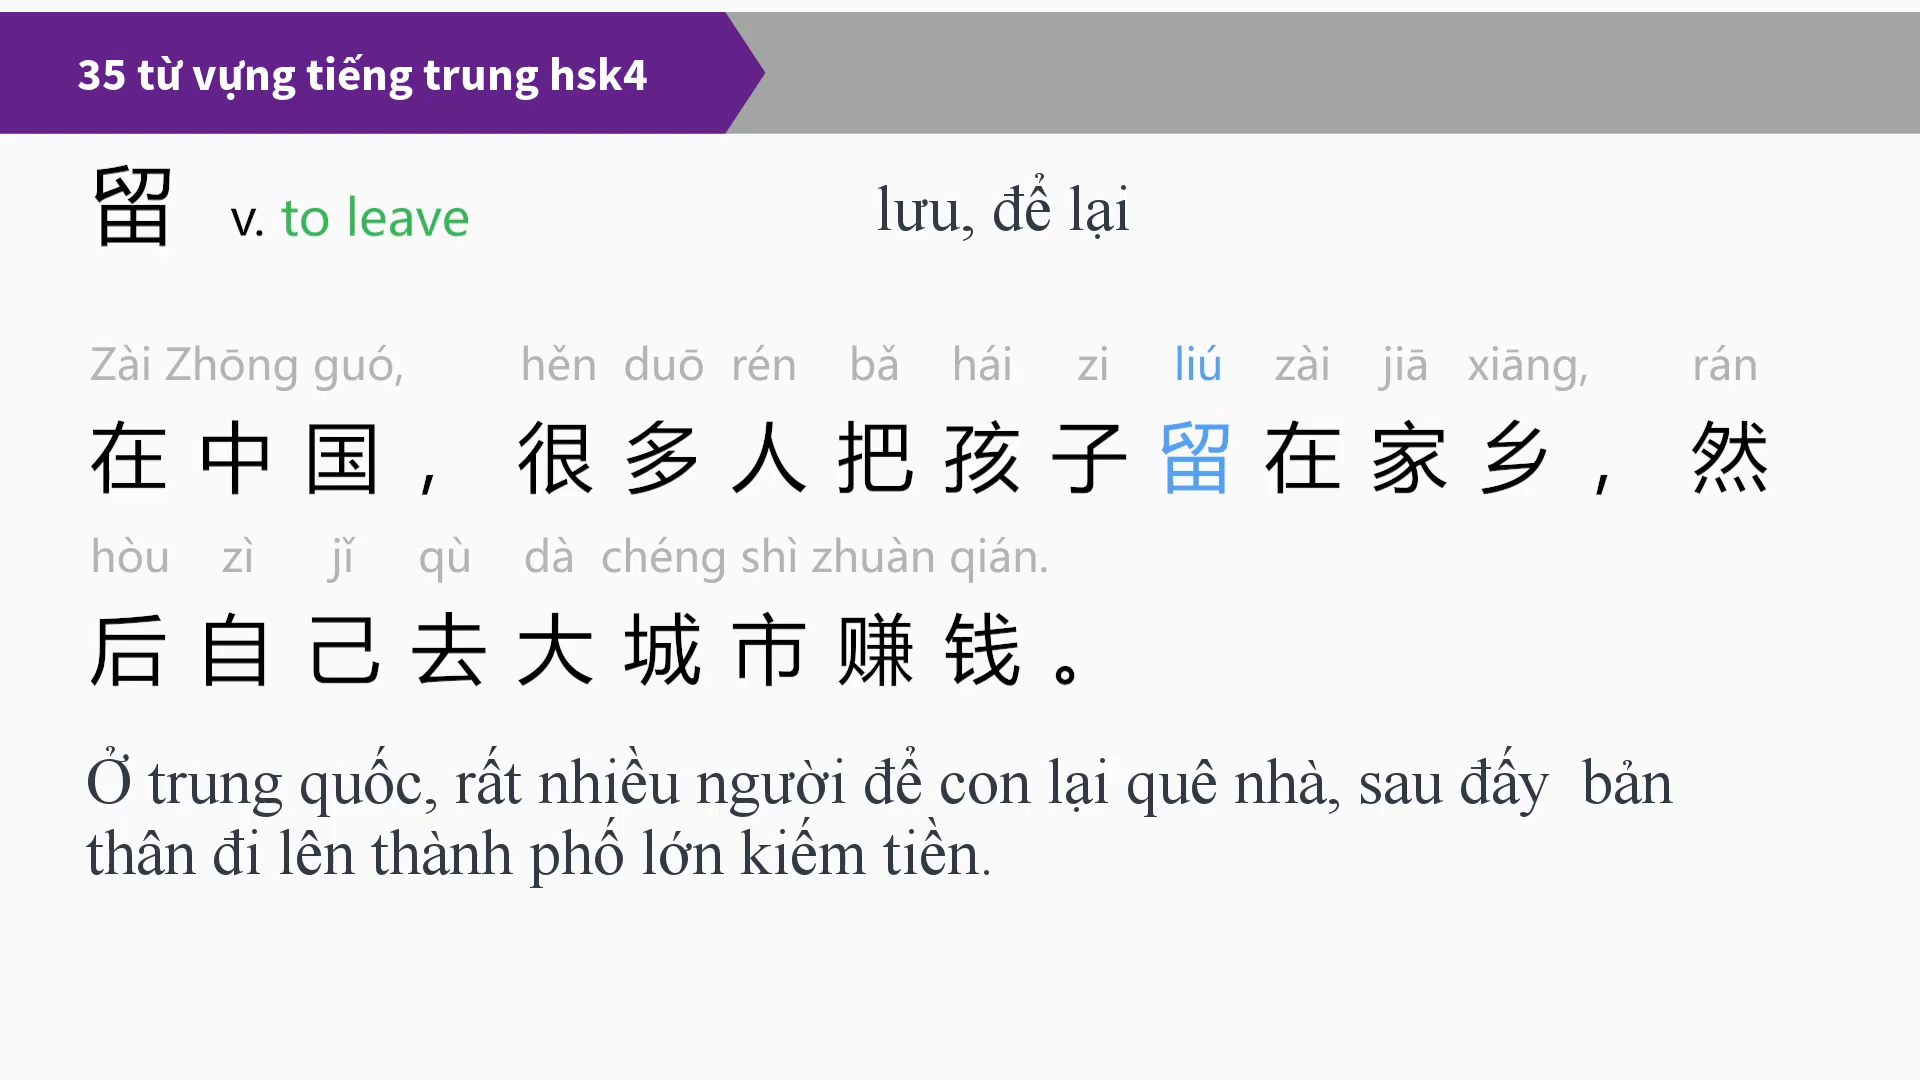 35 từ vựng tiếng trung hsk4
留 v. to leave lưu, để lại
Zài Zhōng guó, hěn duō rén bǎ hái zi liú zài jiā xiāng, rán
在中国，很多人把孩子留在家乡，然
hòu zì jǐ qù dà chéng shì zhuàn qián.
后自己去大城市赚钱。
Ở trung quốc, rất nhiều người để con lại quê nhà, sau đấy bản
thân đi lên thành phố lớn kiếm tiền.